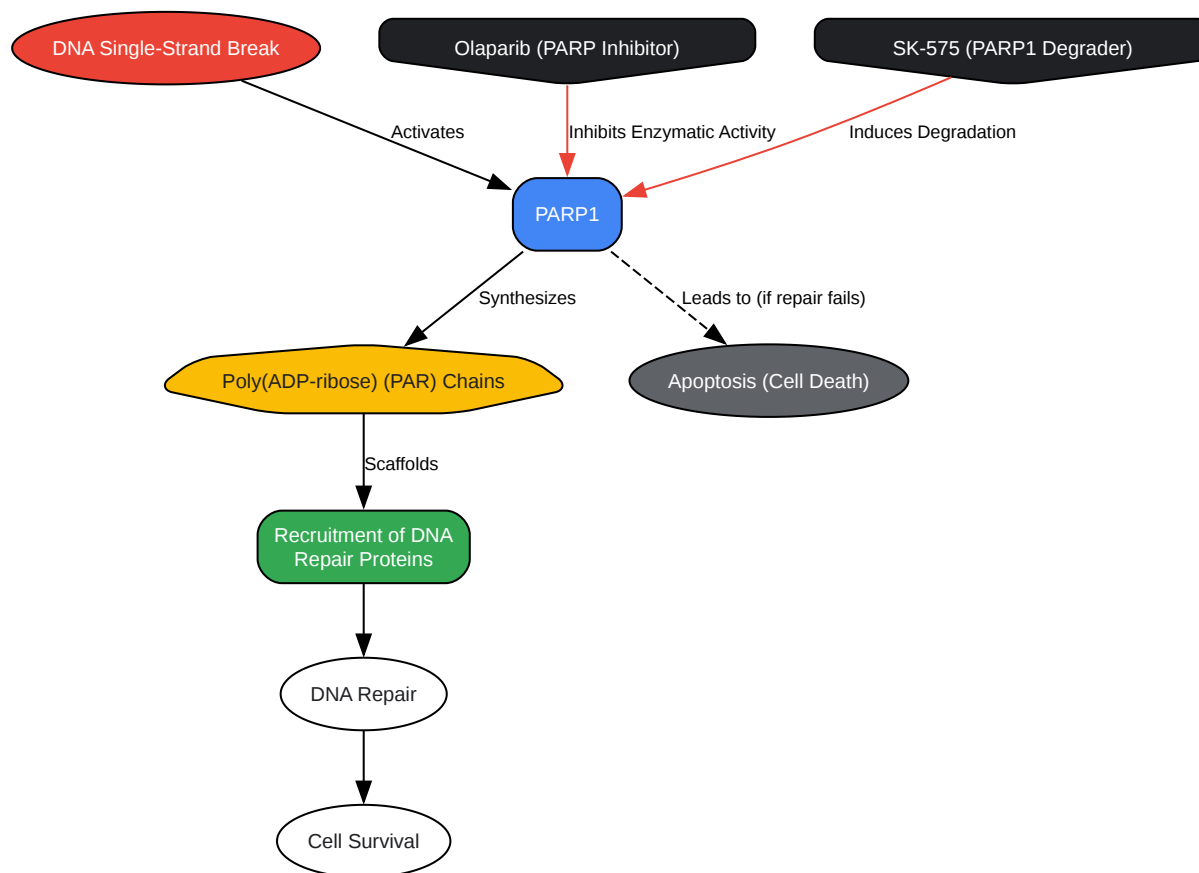 DNA Single-Strand Break
Olaparib (PARP Inhibitor)
SK-575 (PARP1 Degrader)
Activates
Inhibits Enzymatic Activity
Induces Degradation
PARP1
Synthesizes
Leads to (if repair fails)
Poly(ADP-ribose) (PAR) Chains
Apoptosis (Cell Death)
Scaffolds
Recruitment of DNA
Repair Proteins
DNA Repair
Cell Survival